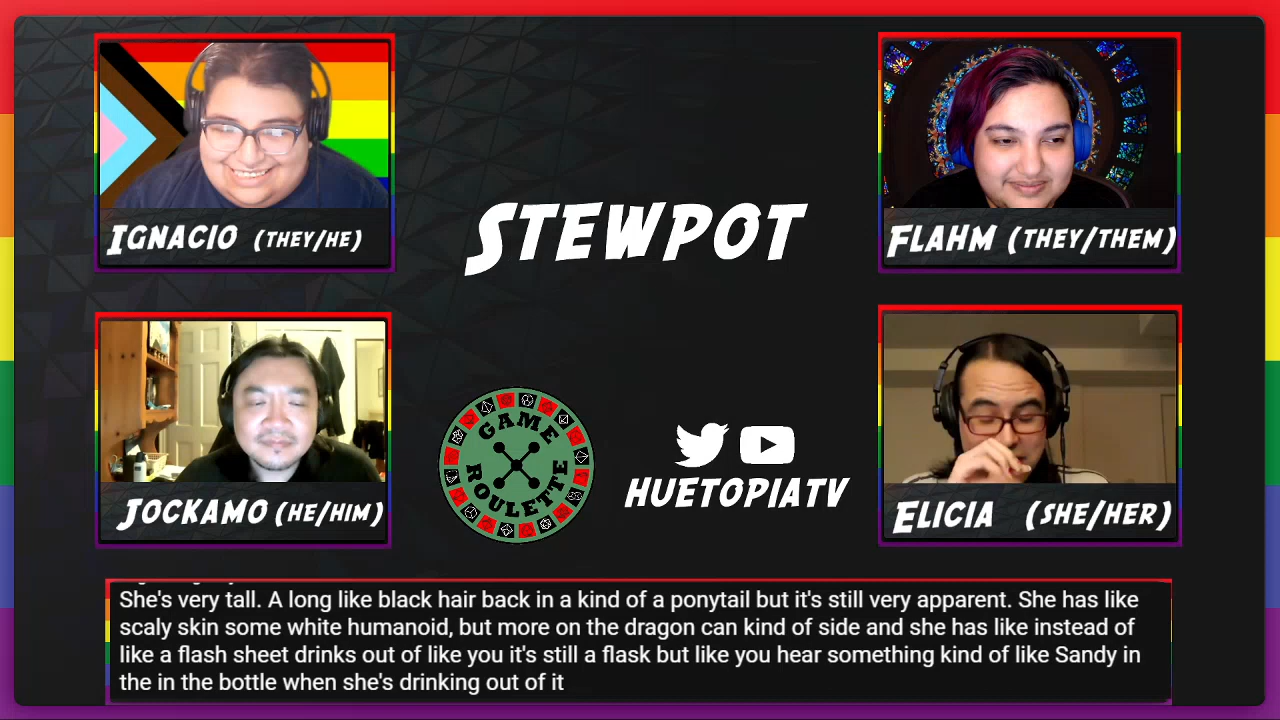 IGNACIO (THEY/HE)
FLAHM (THEY/THEM)
STEWPOT
JOCKAMO (HE/HIM)
GAME
ROULETTE
HUETOPIATV
ELICIA (SHE/HER)
She's very tall. A long like black hair back in a kind of a ponytail but it's still very apparent. She has like
scaly skin some white humanoid, but more on the dragon can kind of side and she has like instead of
like a flash sheet drinks out of like you it's still a flask but like you hear something kind of like Sandy in
the in the bottle when she's drinking out of it